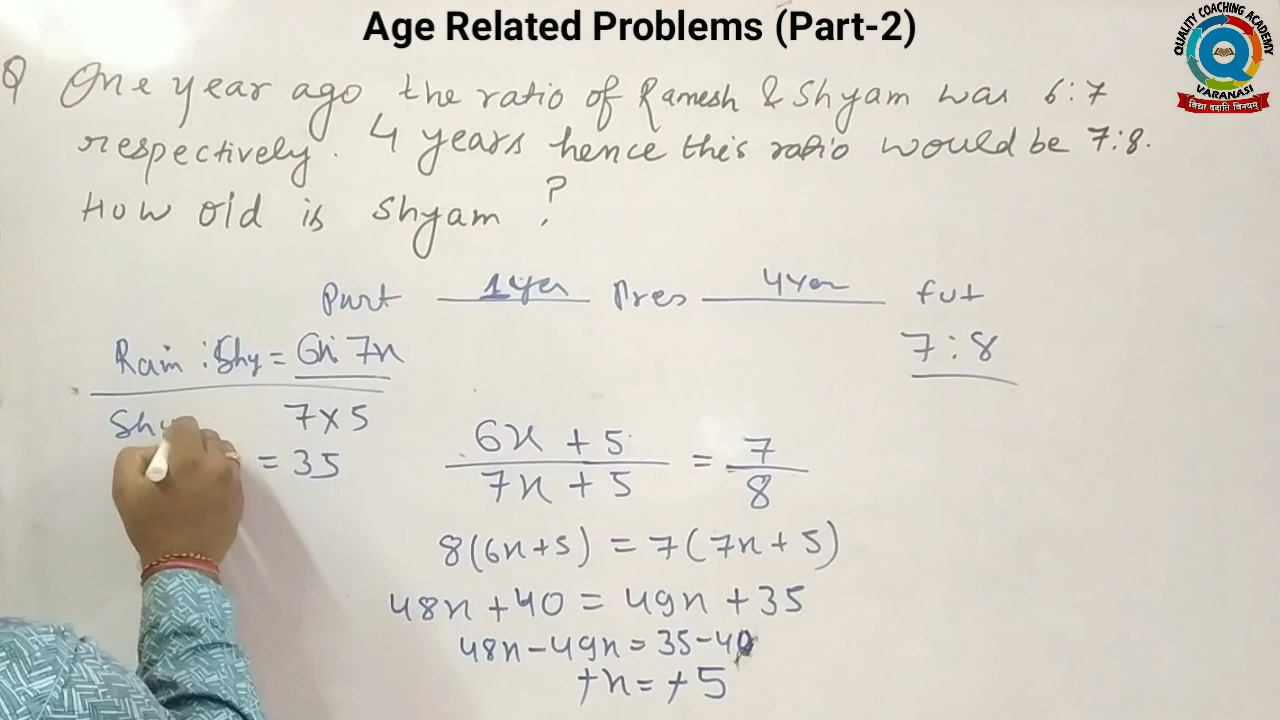 Age Related Problems (Part-2)
QUALITY COACHING ACADEMY
VARANASI
Q One year ago the ratio of Ramesh & Shyam was 6:7
respectively. 4 years hence this ratio would be 7:8.
How old is Shyam ?
Part 1 yer Pres 4 Year fut
Ram : Shy = 6n : 7n
7 : 8
Shy 7×5
= 35
6n + 5 / 7n + 5 = 7 / 8
8(6n+5) = 7(7n+5)
48n + 40 = 49n + 35
48n - 49n = 35 - 40
+n = +5